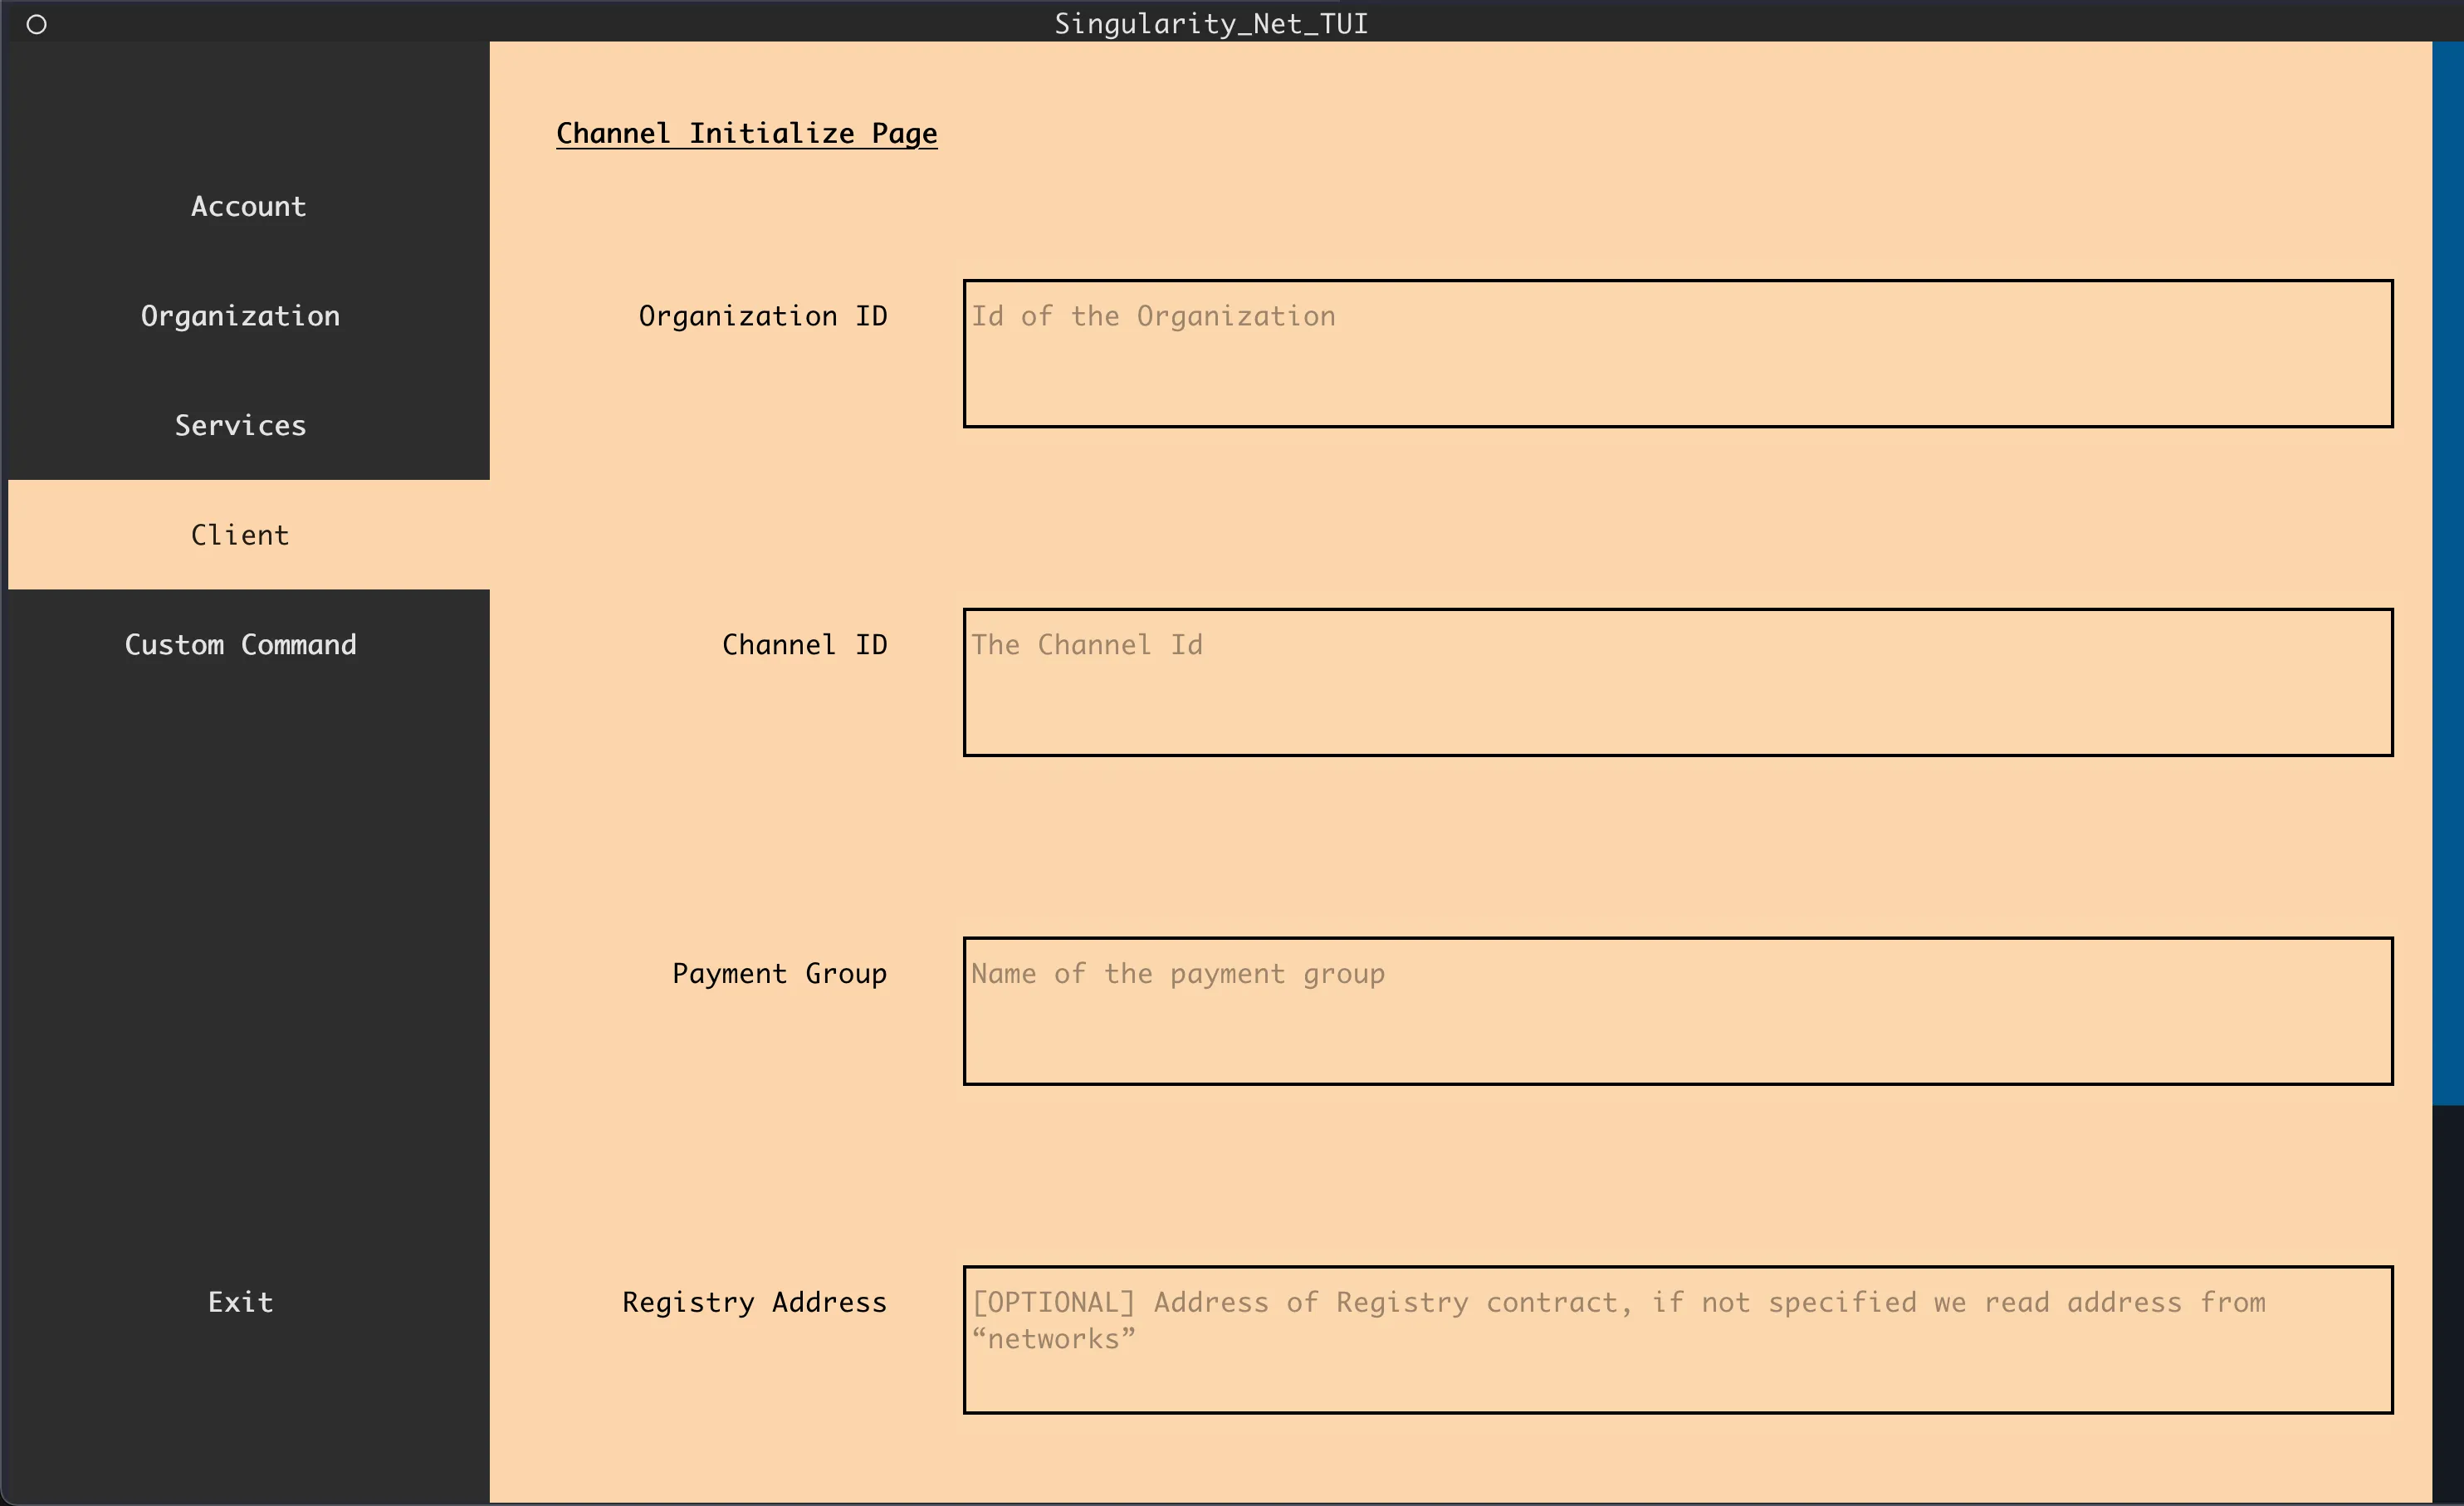 Singularity_Net_TUI
Account
Organization
Services
Client
Custom Command
Exit
Channel Initialize Page
Organization ID
Id of the Organization
Channel ID
The Channel Id
Payment Group
Name of the payment group
Registry Address
[OPTIONAL] Address of Registry contract, if not specified we read address from
“networks”